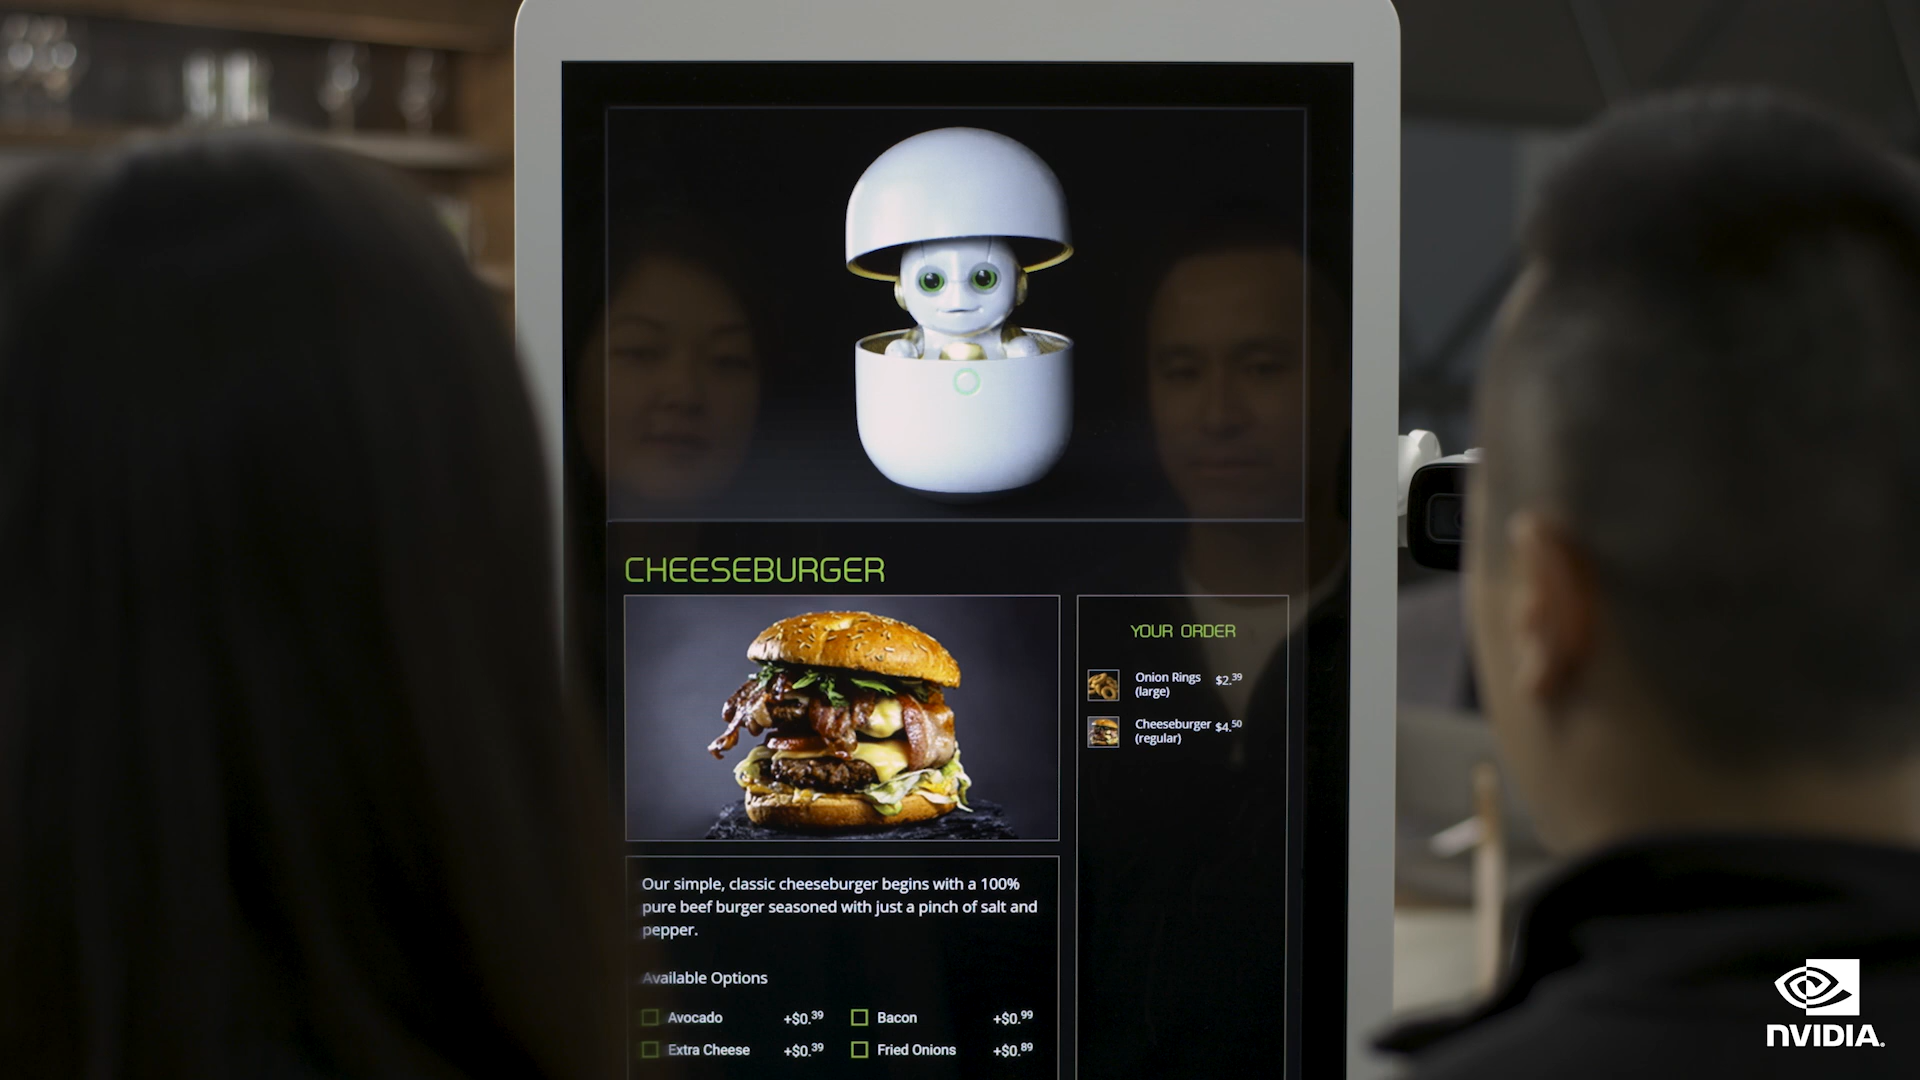 CHEESEBURGER
YOUR ORDER
Onion Rings $2.39
(large)
Cheeseburger $4.50
(regular)
Our simple, classic cheeseburger begins with a 100%
pure beef burger seasoned with just a pinch of salt and
pepper.
Available Options
Avocado +$0.39 Bacon +$0.99
Extra Cheese +$0.39 Fried Onions +$0.89
NVIDIA.